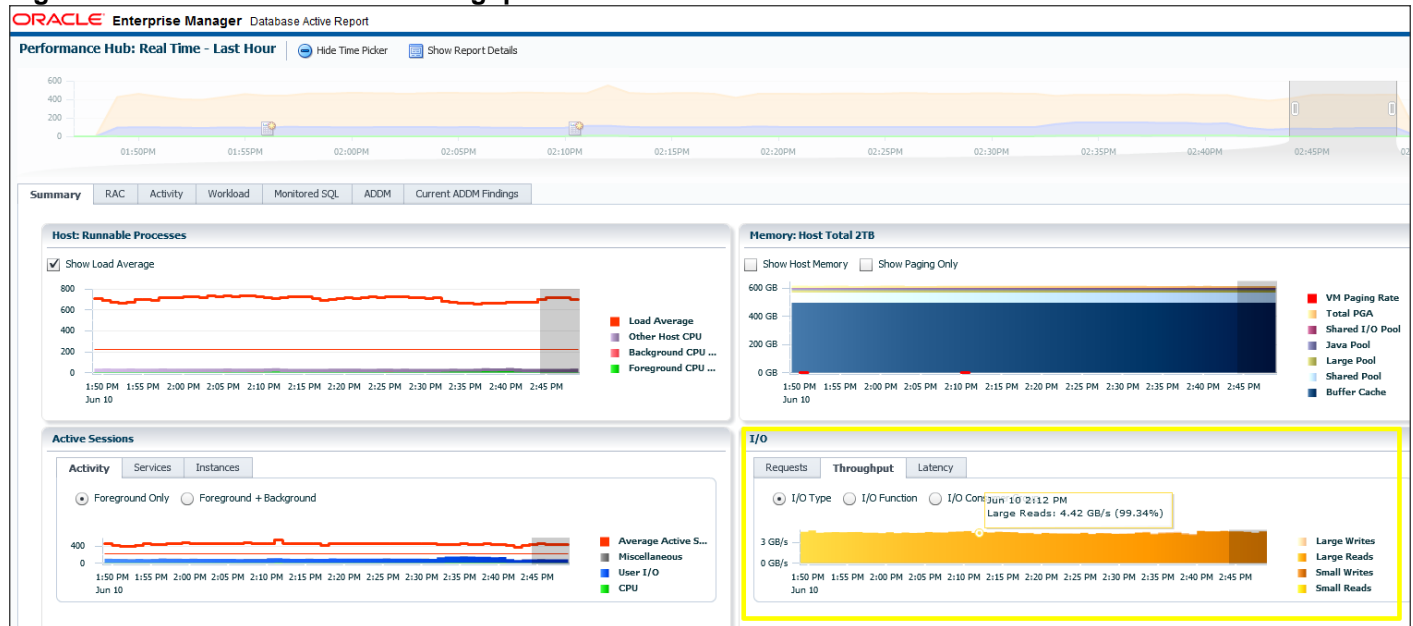 ORACLE Enterprise Manager Database Active Report
Performance Hub: Real Time - Last Hour Hide Time Picker Show Report Details
600
400
200
0
01:50PM 01:55PM 02:00PM 02:05PM 02:10PM 02:15PM 02:20PM 02:25PM 02:30PM 02:35PM 02:40PM 02:45PM
Summary RAC Activity Workload Monitored SQL ADDM Current ADDM Findings
Host: Runnable Processes
Show Load Average
800
600
400
200
0
1:50 PM 1:55 PM 2:00 PM 2:05 PM 2:10 PM 2:15 PM 2:20 PM 2:25 PM 2:30 PM 2:35 PM 2:40 PM 2:45 PM
Jun 10
Load Average
Other Host CPU
Background CPU ...
Foreground CPU ...
Memory: Host Total 2TB
Show Host Memory Show Paging Only
600 GB
400 GB
200 GB
0 GB
1:50 PM 1:55 PM 2:00 PM 2:05 PM 2:10 PM 2:15 PM 2:20 PM 2:25 PM 2:30 PM 2:35 PM 2:40 PM 2:45 PM
Jun 10
VM Paging Rate
Total PGA
Shared I/O Pool
Java Pool
Large Pool
Shared Pool
Buffer Cache
Active Sessions
Activity Services Instances
Foreground Only Foreground + Background
400
0
1:50 PM 1:55 PM 2:00 PM 2:05 PM 2:10 PM 2:15 PM 2:20 PM 2:25 PM 2:30 PM 2:35 PM 2:40 PM 2:45 PM
Jun 10
Average Active S...
Miscellaneous
User I/O
CPU
I/O
Requests Throughput Latency
I/O Type I/O Function I/O
Jun 10 2:12 PM
Large Reads: 4.42 GB/s (99.34%)
3 GB/s
0 GB/s
1:50 PM 1:55 PM 2:00 PM 2:05 PM 2:10 PM 2:15 PM 2:20 PM 2:25 PM 2:30 PM 2:35 PM 2:40 PM 2:45 PM
Jun 10
Large Writes
Large Reads
Small Writes
Small Reads